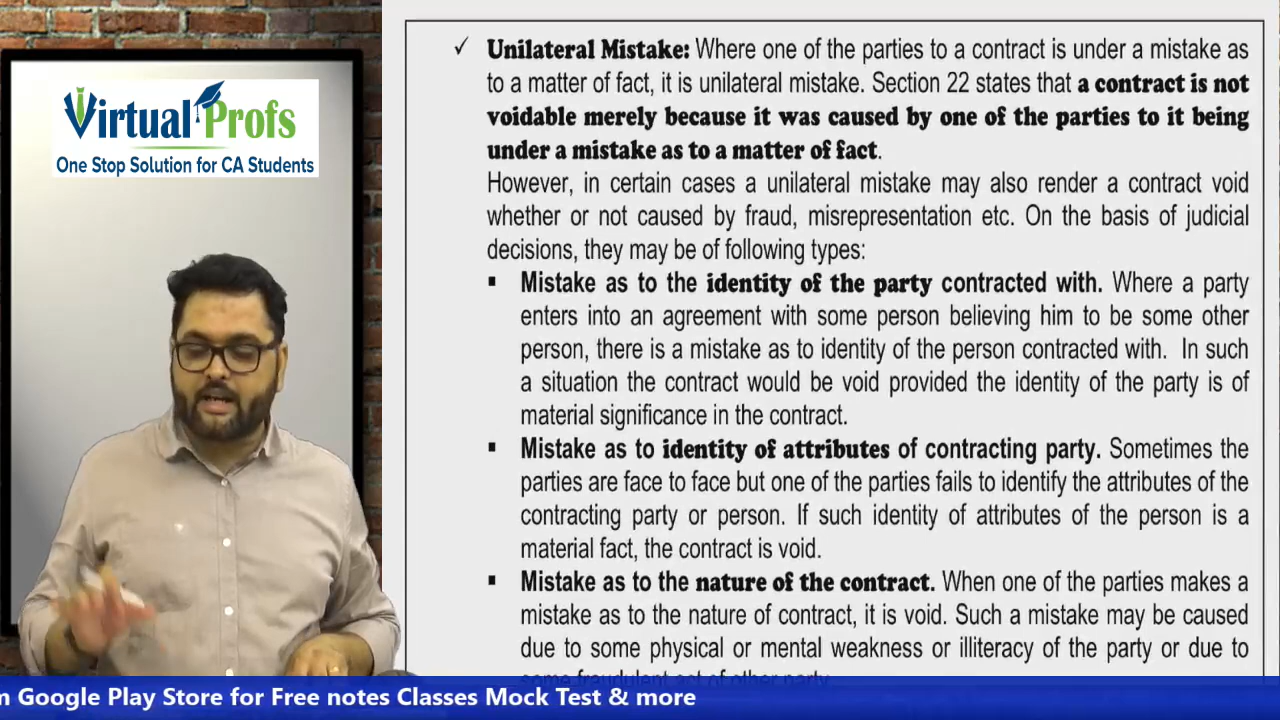 Virtual Profs
One Stop Solution for CA Students
✓ Unilateral Mistake: Where one of the parties to a contract is under a mistake as
to a matter of fact, it is unilateral mistake. Section 22 states that a contract is not
voidable merely because it was caused by one of the parties to it being
under a mistake as to a matter of fact.
However, in certain cases a unilateral mistake may also render a contract void
whether or not caused by fraud, misrepresentation etc. On the basis of judicial
decisions, they may be of following types:
▪ Mistake as to the identity of the party contracted with. Where a party
enters into an agreement with some person believing him to be some other
person, there is a mistake as to identity of the person contracted with. In such
a situation the contract would be void provided the identity of the party is of
material significance in the contract.
▪ Mistake as to identity of attributes of contracting party. Sometimes the
parties are face to face but one of the parties fails to identify the attributes of the
contracting party or person. If such identity of attributes of the person is a
material fact, the contract is void.
▪ Mistake as to the nature of the contract. When one of the parties makes a
mistake as to the nature of contract, it is void. Such a mistake may be caused
due to some physical or mental weakness or illiteracy of the party or due to
some fraudulent act of other party.
Google Play Store for Free notes Classes Mock Test & more